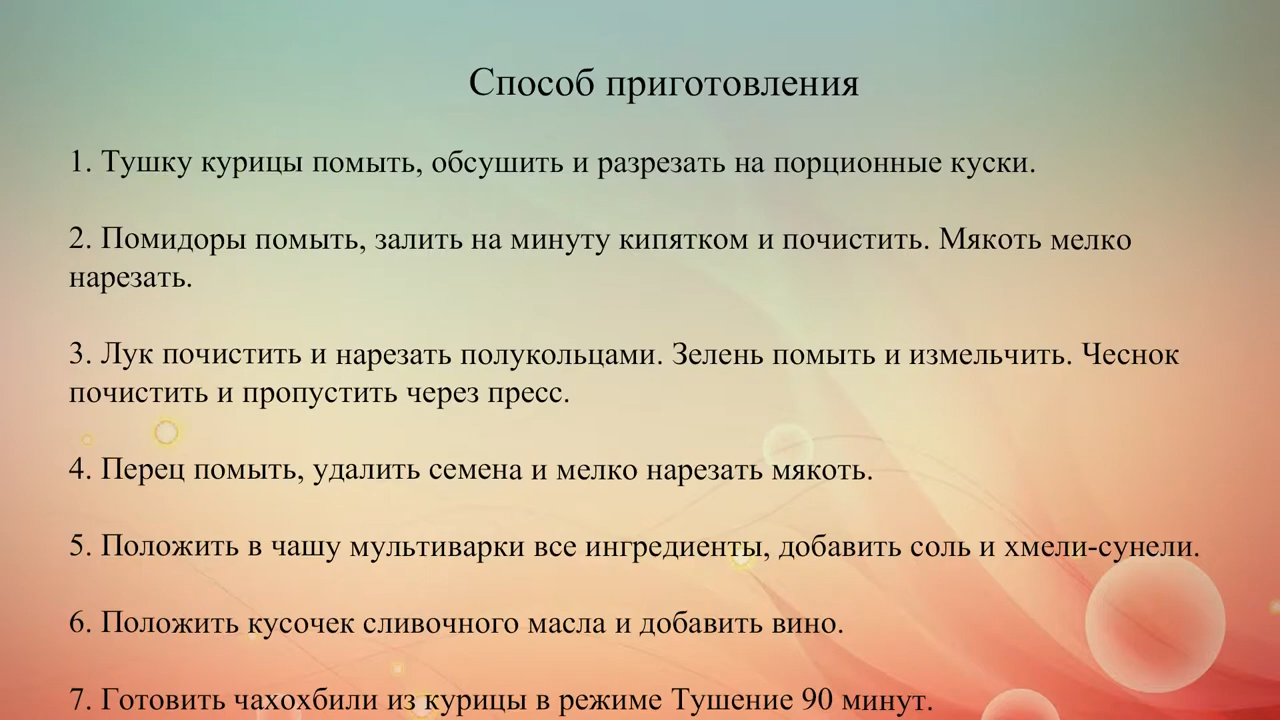 Способ приготовления
1. Тушку курицы помыть, обсушить и разрезать на порционные куски.
2. Помидоры помыть, залить на минуту кипятком и почистить. Мякоть мелко
нарезать.
3. Лук почистить и нарезать полукольцами. Зелень помыть и измельчить. Чеснок
почистить и пропустить через пресс.
4. Перец помыть, удалить семена и мелко нарезать мякоть.
5. Положить в чашу мультиварки все ингредиенты, добавить соль и хмели-сунели.
6. Положить кусочек сливочного масла и добавить вино.
7. Готовить чахохбили из курицы в режиме Тушение 90 минут.